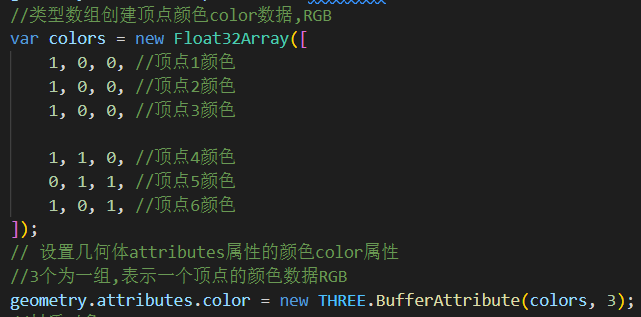 //类型数组创建顶点颜色color数据,RGB
var colors = new Float32Array([
1, 0, 0, //顶点1颜色
1, 0, 0, //顶点2颜色
1, 0, 0, //顶点3颜色
1, 1, 0, //顶点4颜色
0, 1, 1, //顶点5颜色
1, 0, 1, //顶点6颜色
]);
// 设置几何体attributes属性的颜色color属性
//3个为一组,表示一个顶点的颜色数据RGB
geometry.attributes.color = new THREE.BufferAttribute(colors, 3);